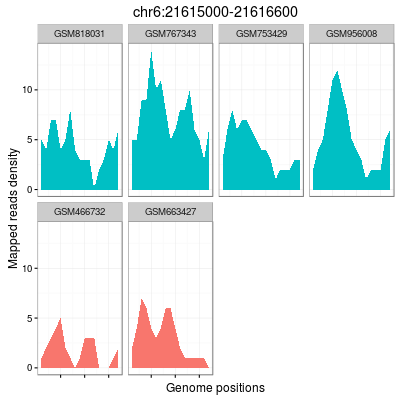 chr6:21615000-21616600
GSM818031 GSM767343 GSM753429 GSM956008
10
5
0
Mapped reads density
GSM466732 GSM663427
10
5
0
Genome positions